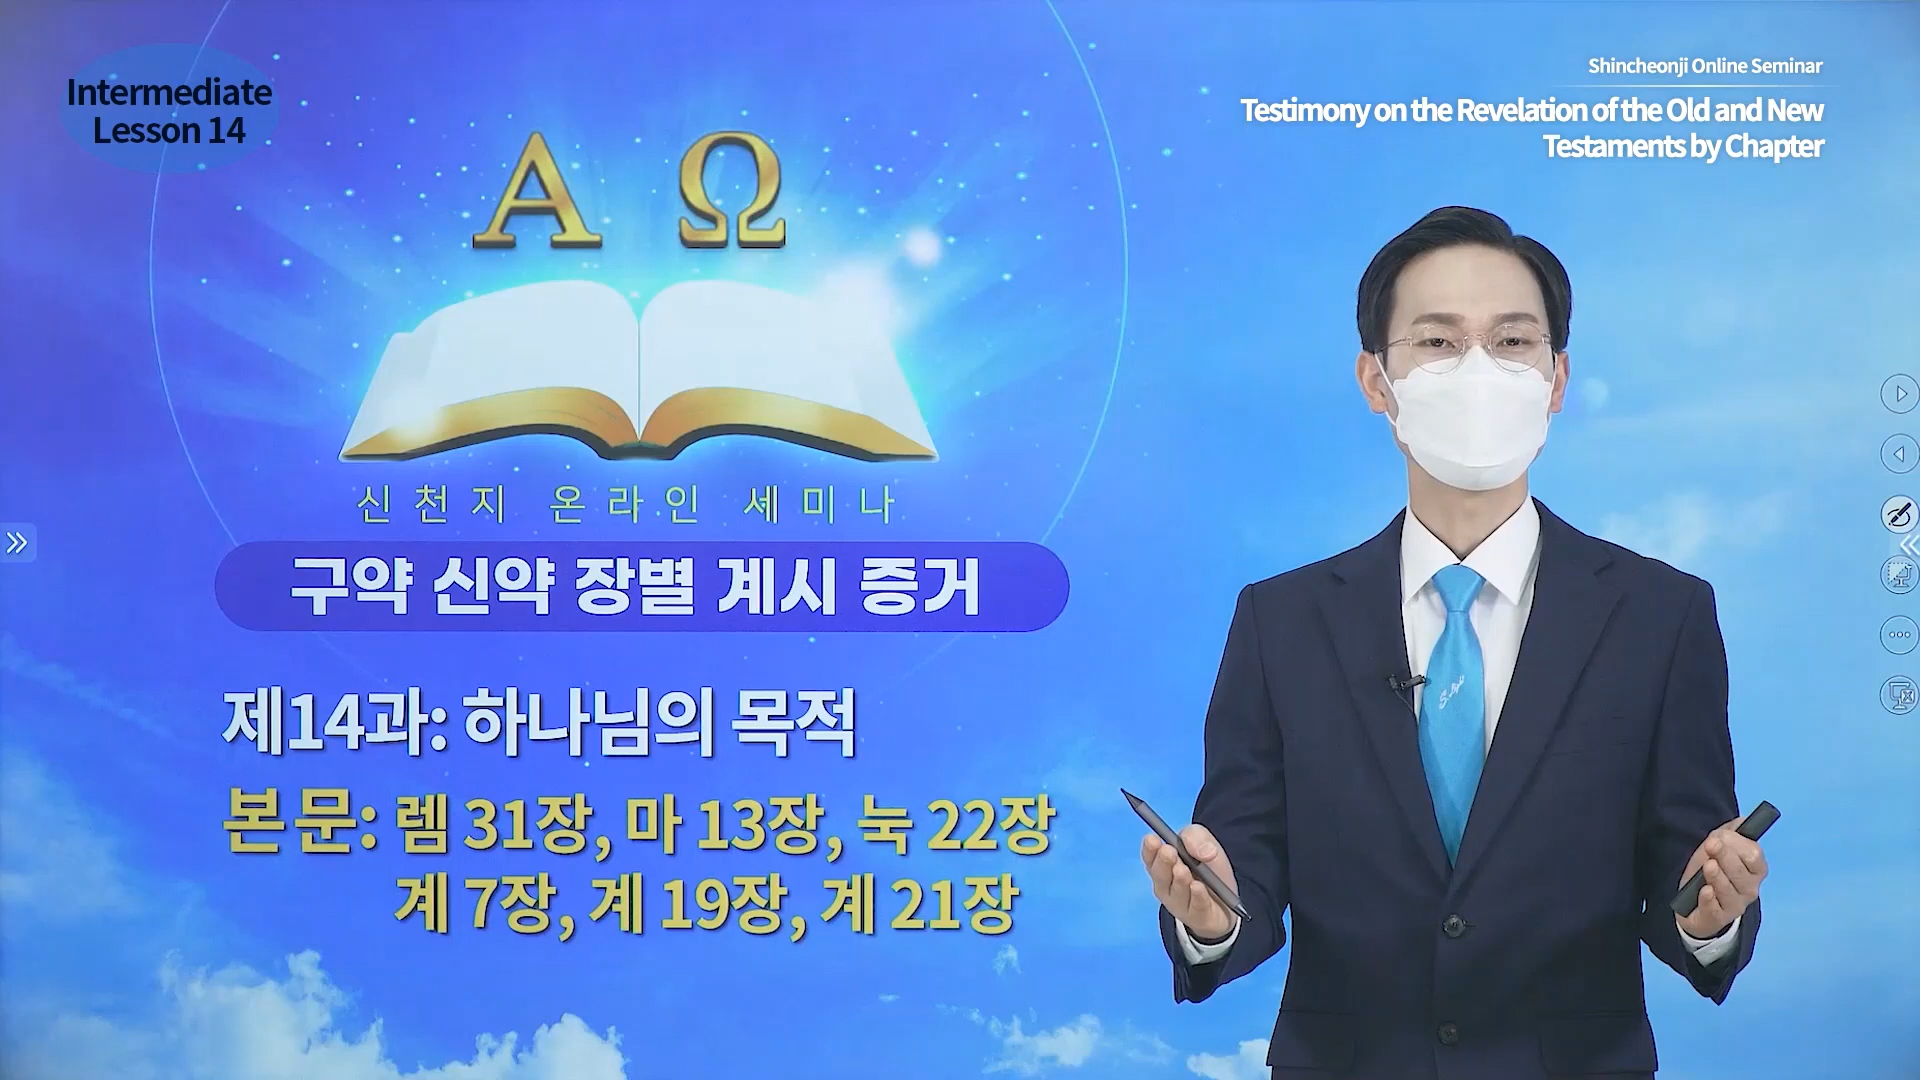 Intermediate
Lesson 14
Shincheonji Online Seminar
Testimony on the Revelation of the Old and New
Testaments by Chapter
Α Ω
신천지 온라인 세미나
구약 신약 장별 계시 증거
제14과: 하나님의 목적
본문: 렘 31장, 마 13장, 눅 22장
계 7장, 계 19장, 계 21장